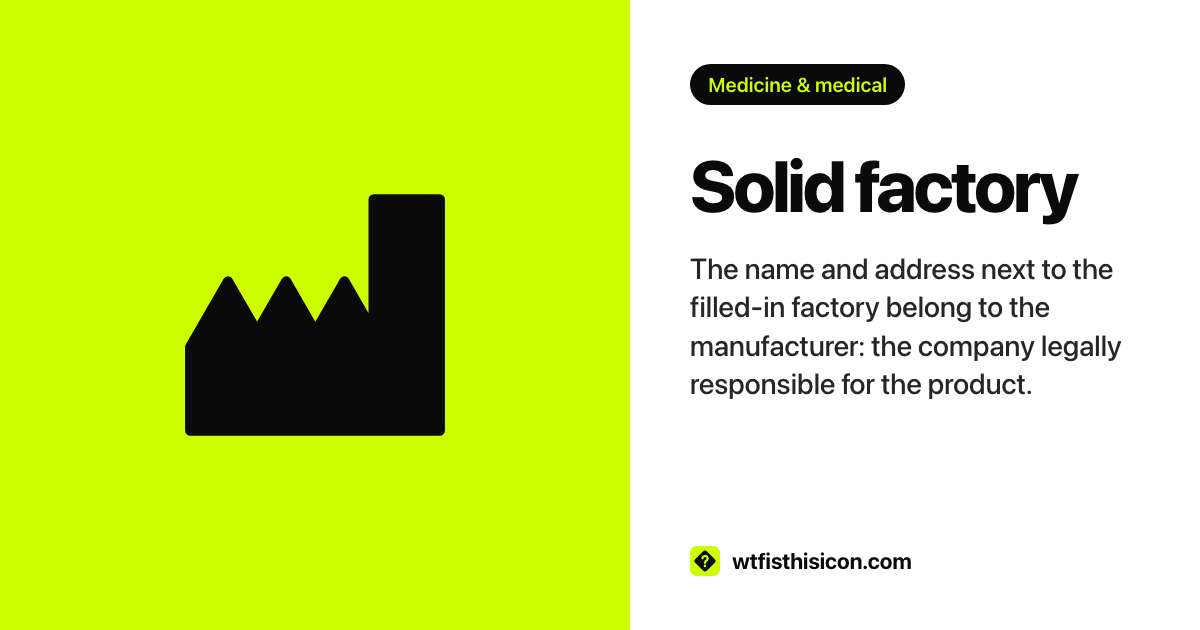 Medicine & medical
Solid factory
The name and address next to the
filled-in factory belong to the
manufacturer: the company legally
responsible for the product.
?
wtfisthisicon.com